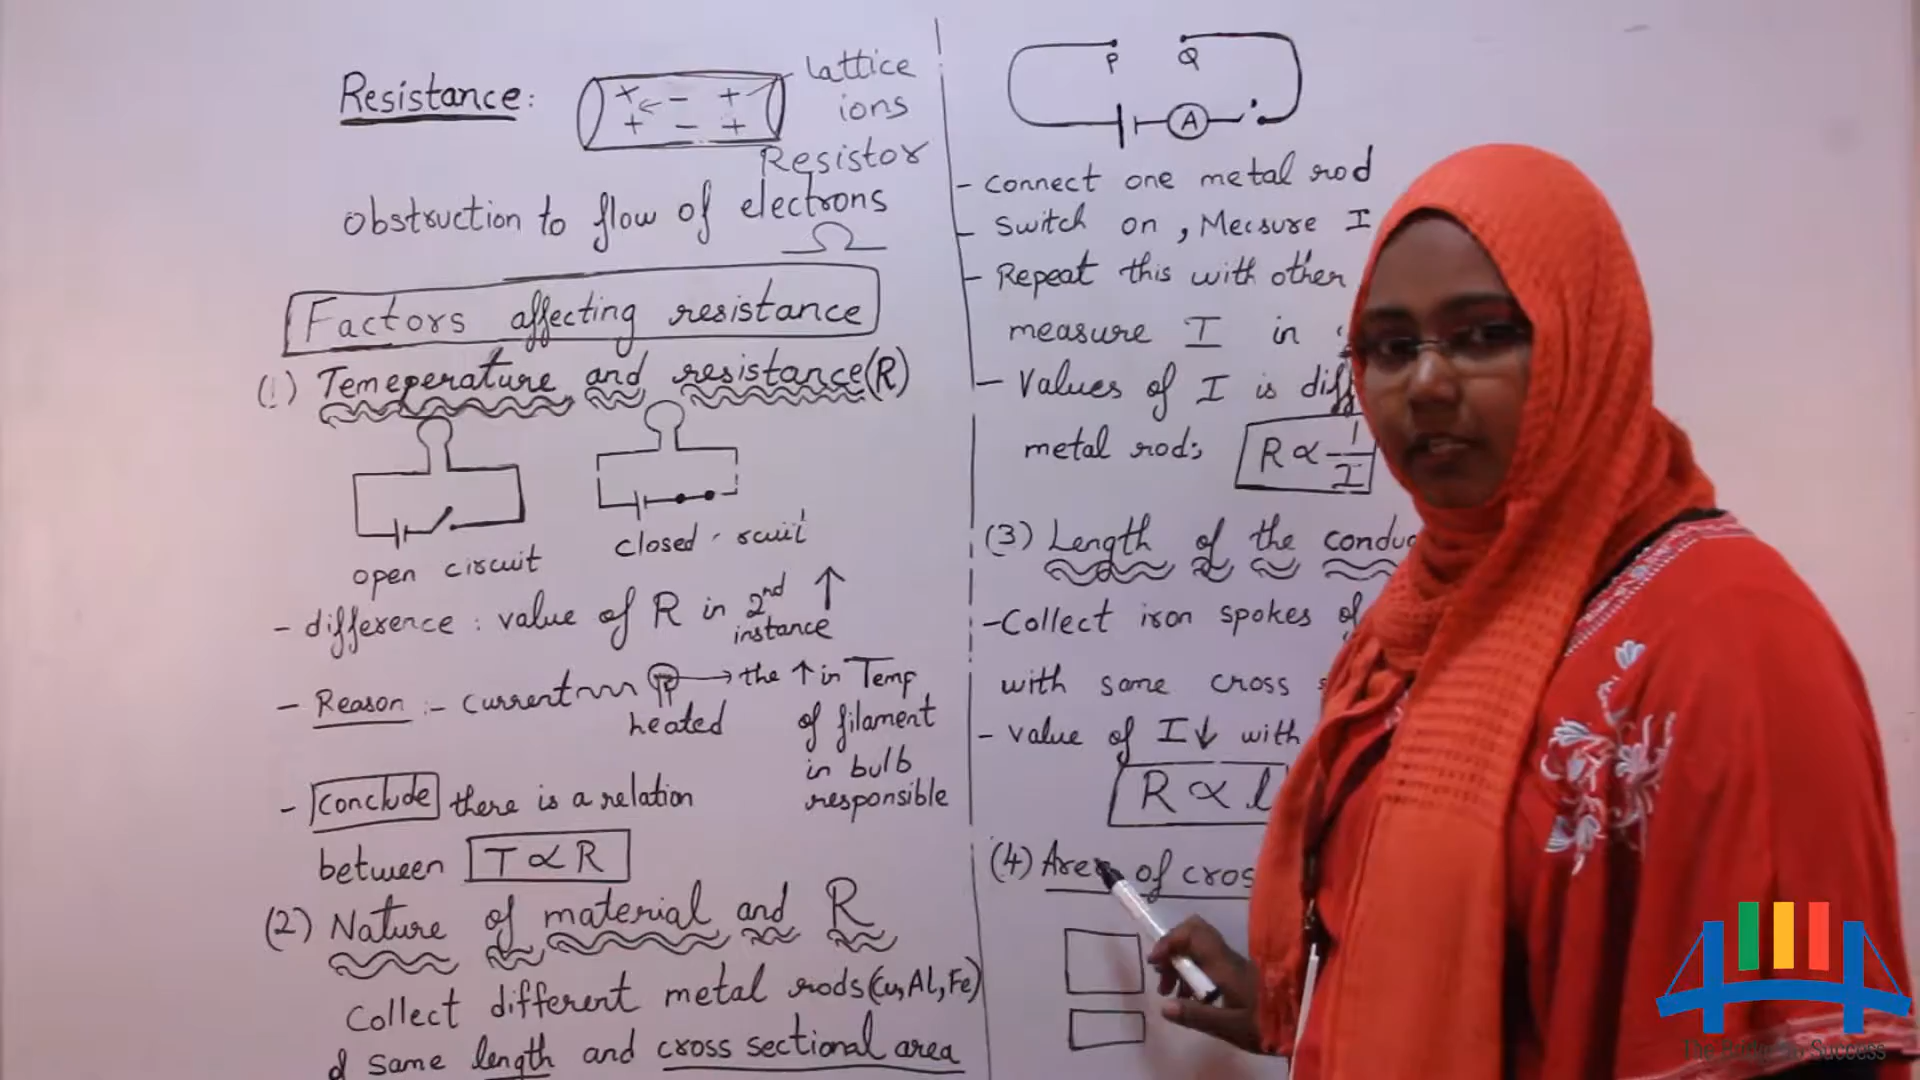 Resistance:
+ - +
+ - +
Lattice
ions
Resistor
Obstruction to flow of electrons
Ω
Factors affecting resistance
(1) Temeperature and resistance (R)
open circuit
closed
- difference : value of R in 2nd ↑
instance
- Reason :- current heated → the ↑ in Temp
of filament
in bulb
responsible
- Conclude there is a relation
between T ∝ R
(2) Nature of material and R
Collect different metal rods (Cu, Al, Fe)
of same length and cross sectional area
P Q
A
- Connect one metal rod
- Switch on, Measure I
- Repeat this with other
measure I in
- Values of I is
metal rods R ∝ 1/I
(3) Length of the
- Collect iron spokes of
with same cross
- value of I ↓ with
R ∝ l
(4) Area of
The Bridge to Success